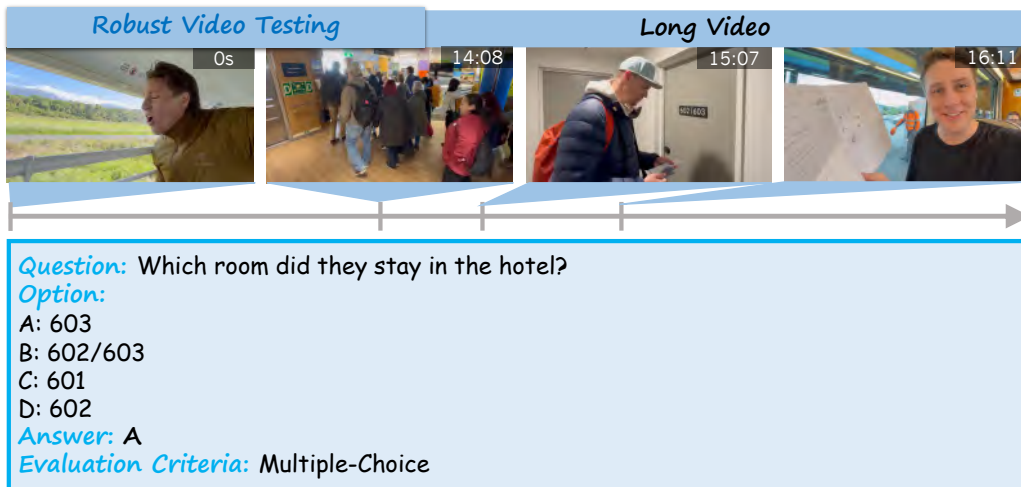 Robust Video Testing
Long Video
0s
14:08
15:07
16:11
602|603
Question: Which room did they stay in the hotel?
Option:
A: 603
B: 602/603
C: 601
D: 602
Answer: A
Evaluation Criteria: Multiple-Choice